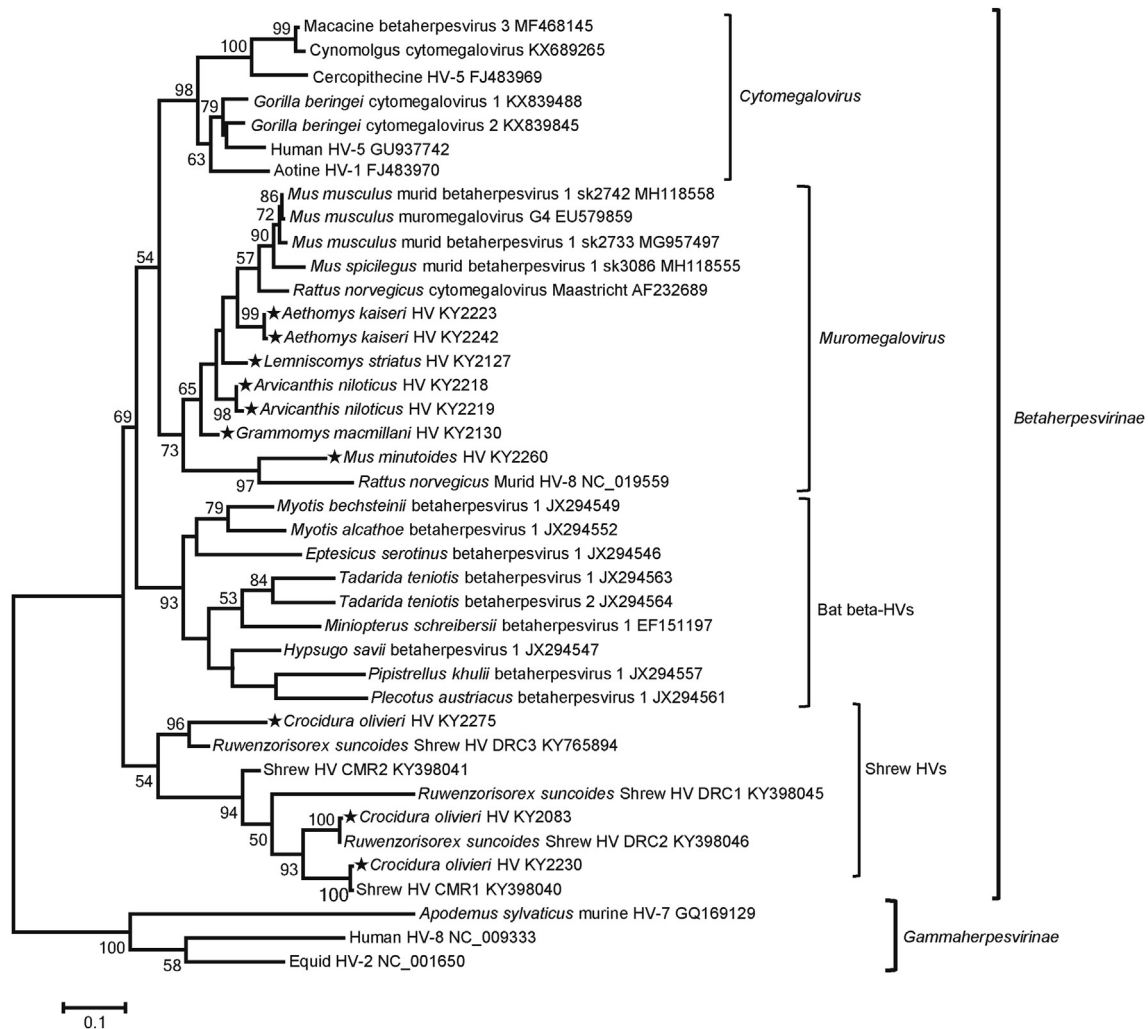 99
Macacine betaherpesvirus 3 MF468145
100
Cynomolgus cytomegalovirus KX689265
Cercopithecine HV-5 FJ483969
98
79
Gorilla beringei cytomegalovirus 1 KX839488
Cytomegalovirus
Gorilla beringei cytomegalovirus 2 KX839845
Human HV-5 GU937742
63
Aotine HV-1 FJ483970
86
Mus musculus murid betaherpesvirus 1 sk2742 MH118558
72
Mus musculus muromegalovirus G4 EU579859
90
Mus musculus murid betaherpesvirus 1 sk2733 MG957497
54
57
Mus spicilegus murid betaherpesvirus 1 sk3086 MH118555
Rattus norvegicus cytomegalovirus Maastricht AF232689
99
★Aethomys kaiseri HV KY2223
★Aethomys kaiseri HV KY2242
Muromegalovirus
★Lemniscomys striatus HV KY2127
65
★Arvicanthis niloticus HV KY2218
98
★Arvicanthis niloticus HV KY2219
69
★Grammomys macmillani HV KY2130
Betaherpesvirinae
73
★Mus minutoides HV KY2260
97
Rattus norvegicus Murid HV-8 NC_019559
79
Myotis bechsteinii betaherpesvirus 1 JX294549
Myotis alcathoe betaherpesvirus 1 JX294552
Eptesicus serotinus betaherpesvirus 1 JX294546
84
Tadarida teniotis betaherpesvirus 1 JX294563
93
53
Tadarida teniotis betaherpesvirus 2 JX294564
Bat beta-HVs
Miniopterus schreibersii betaherpesvirus 1 EF151197
Hypsugo savii betaherpesvirus 1 JX294547
Pipistrellus khulii betaherpesvirus 1 JX294557
Plecotus austriacus betaherpesvirus 1 JX294561
96
★Crocidura olivieri HV KY2275
Ruwenzorisorex suncoides Shrew HV DRC3 KY765894
54
Shrew HV CMR2 KY398041
Shrew HVs
Ruwenzorisorex suncoides Shrew HV DRC1 KY398045
94
100
★Crocidura olivieri HV KY2083
50
Ruwenzorisorex suncoides Shrew HV DRC2 KY398046
93
★Crocidura olivieri HV KY2230
100
Shrew HV CMR1 KY398040
Apodemus sylvaticus murine HV-7 GQ169129
100
Human HV-8 NC_009333
Gammaherpesvirinae
58
Equid HV-2 NC_001650
0.1